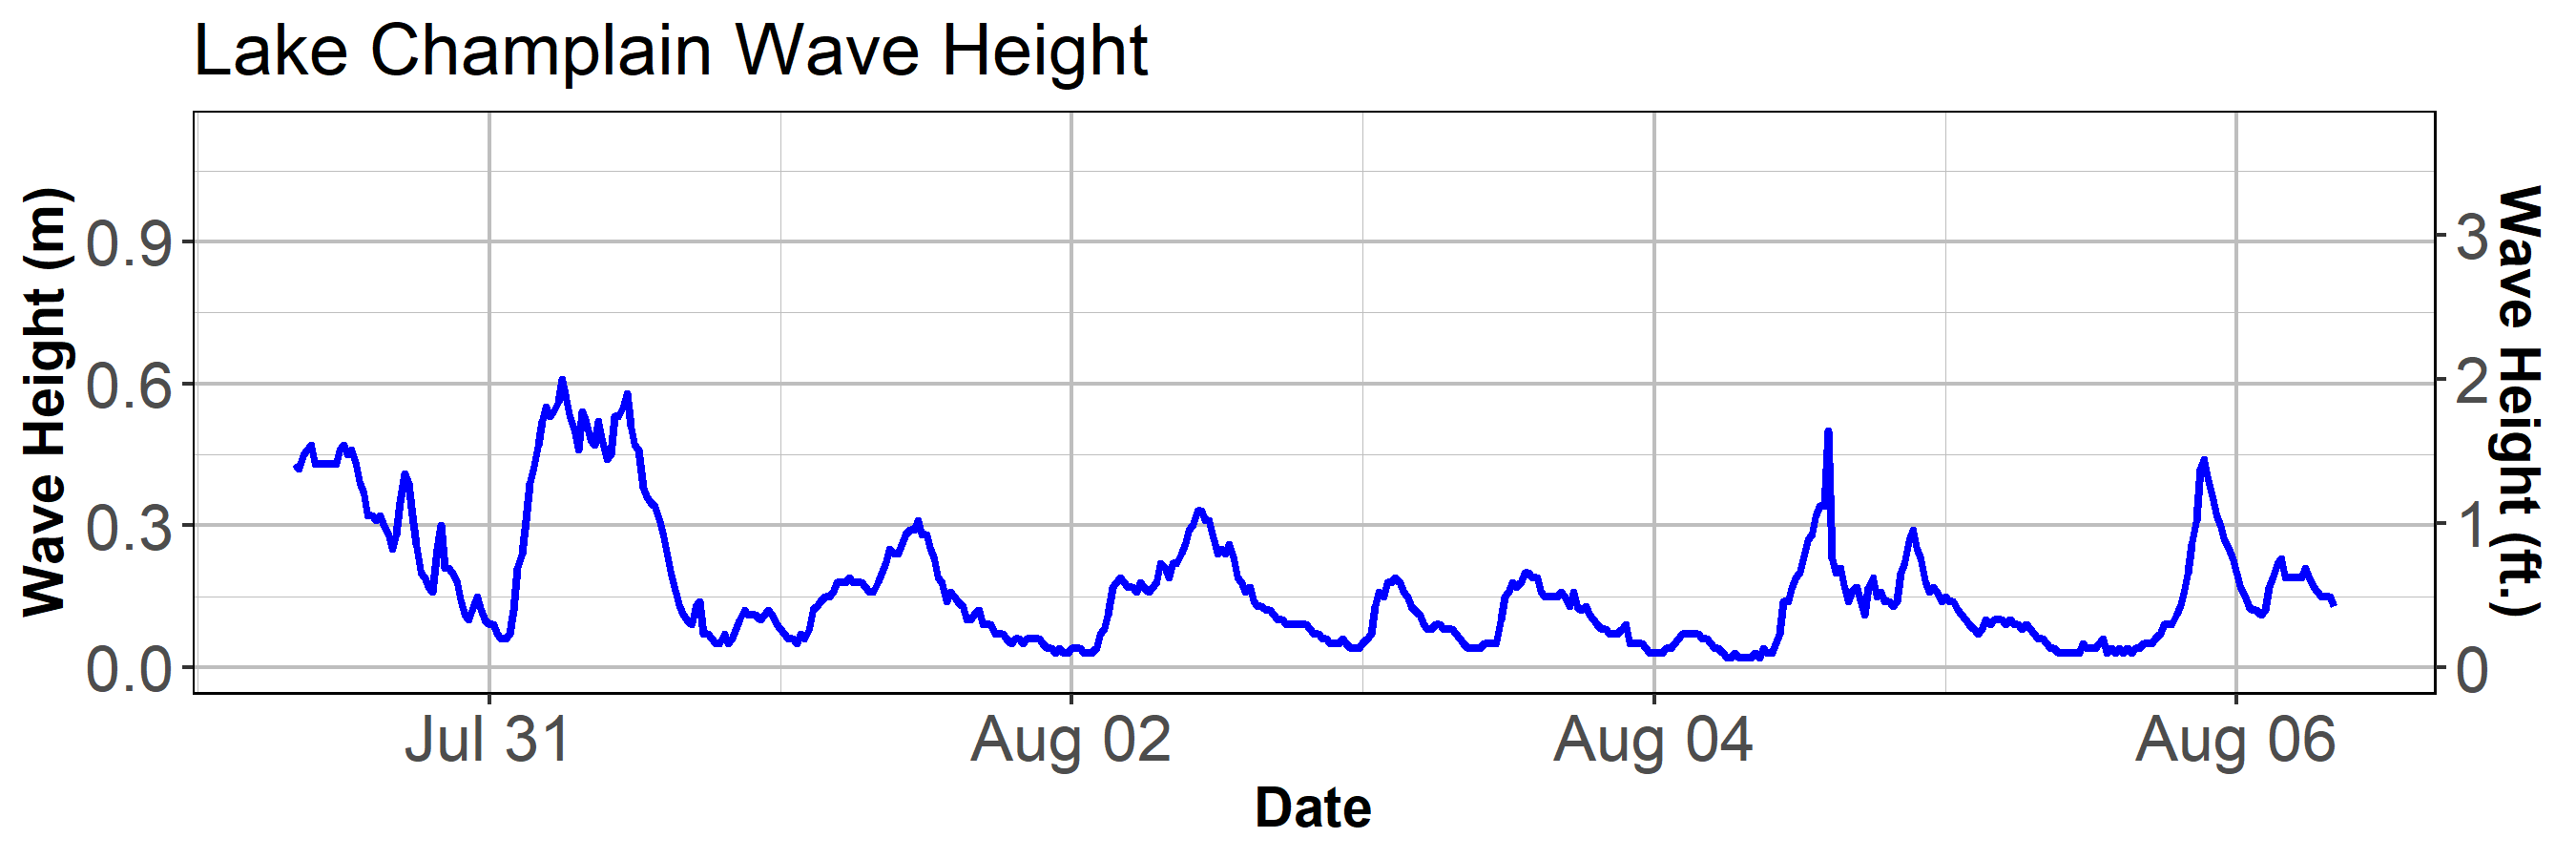 Lake Champlain Wave Height
Wave Height (m)
0.9
0.6
0.3
0.0
3
2
1
0
Wave Height (ft.)
Jul 31
Aug 02
Aug 04
Aug 06
Date